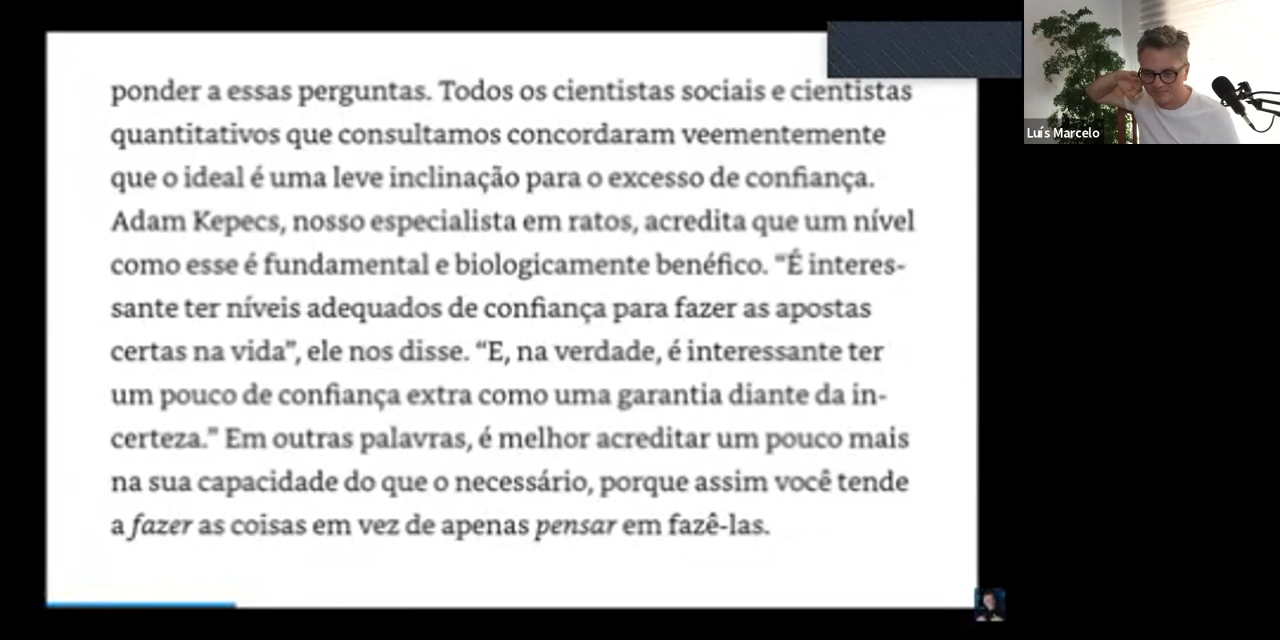 ponder a essas perguntas. Todos os cientistas sociais e cientistas
quantitativos que consultamos concordaram veementemente
que o ideal é uma leve inclinação para o excesso de confiança.
Adam Kepecs, nosso especialista em ratos, acredita que um nível
como esse é fundamental e biologicamente benéfico. “É interes-
sante ter níveis adequados de confiança para fazer as apostas
certas na vida”, ele nos disse. “E, na verdade, é interessante ter
um pouco de confiança extra como uma garantia diante da in-
certeza.” Em outras palavras, é melhor acreditar um pouco mais
na sua capacidade do que o necessário, porque assim você tende
a fazer as coisas em vez de apenas pensar em fazê-las.
Luís Marcelo